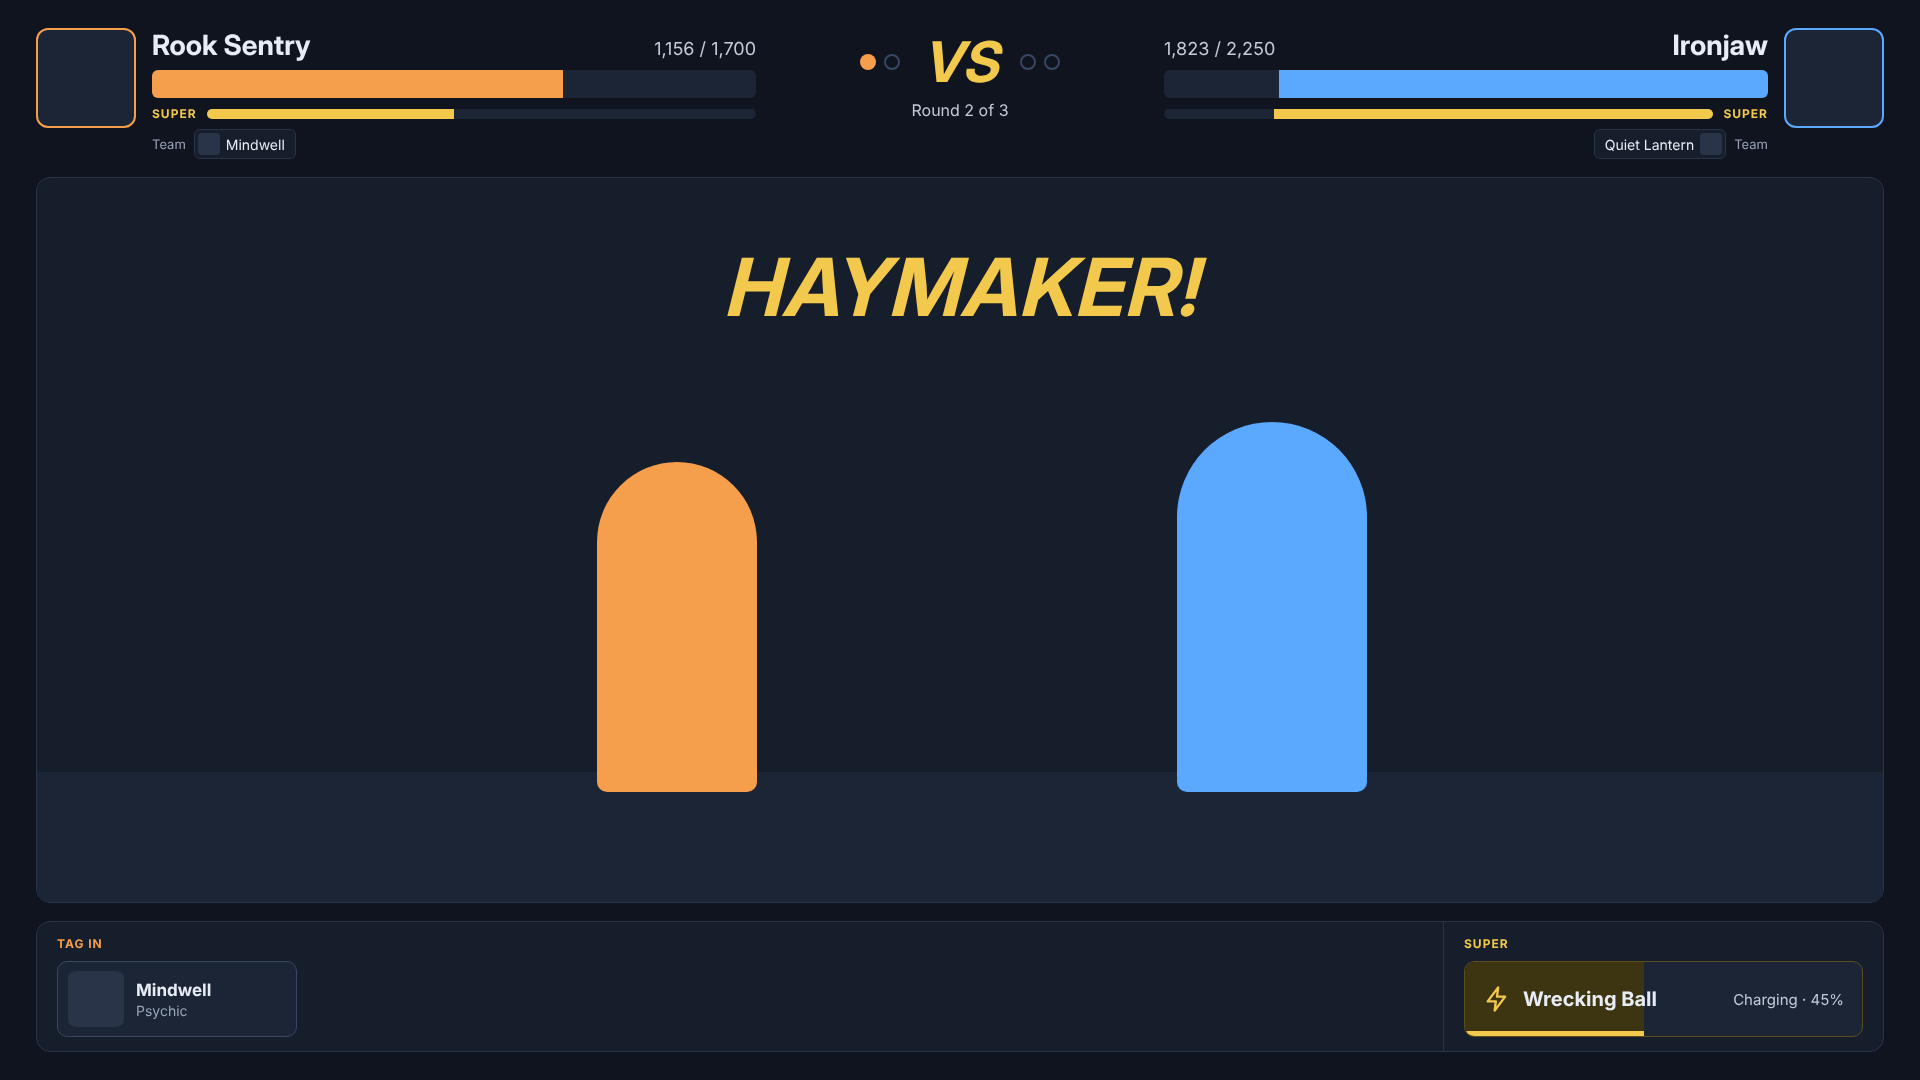 Rook Sentry
1,156 / 1,700
SUPER
Team
Mindwell
VS
Round 2 of 3
1,823 / 2,250
Ironjaw
SUPER
Quiet Lantern
Team
HAYMAKER!
TAG IN
Mindwell
Psychic
SUPER
Wrecking Ball
Charging · 45%